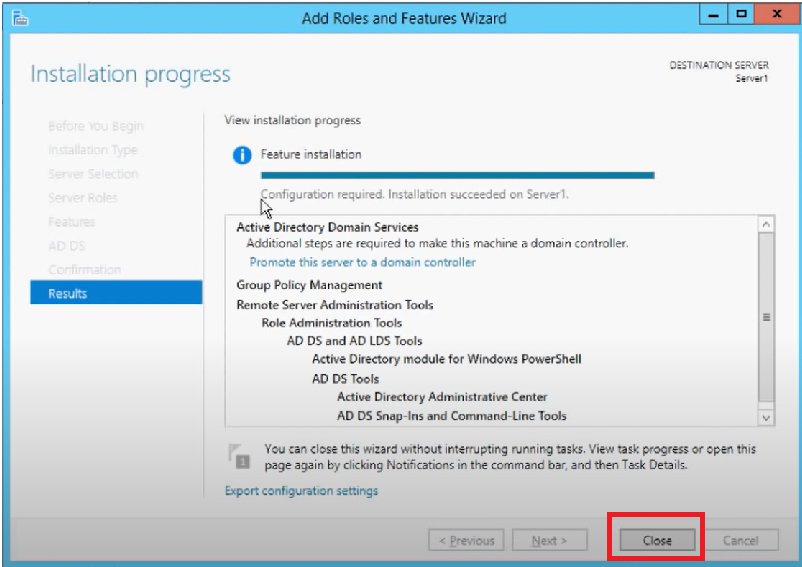 Add Roles and Features Wizard
Installation progress
DESTINATION SERVER
Server1
Before You Begin
Installation Type
Server Selection
Server Roles
Features
AD DS
Confirmation
Results
View installation progress
Feature installation
Configuration required. Installation succeeded on Server1.
Active Directory Domain Services
Additional steps are required to make this machine a domain controller.
Promote this server to a domain controller
Group Policy Management
Remote Server Administration Tools
Role Administration Tools
AD DS and AD LDS Tools
Active Directory module for Windows PowerShell
AD DS Tools
Active Directory Administrative Center
AD DS Snap-Ins and Command-Line Tools
1
You can close this wizard without interrupting running tasks. View task progress or open this
page again by clicking Notifications in the command bar, and then Task Details.
Export configuration settings
< Previous
Next >
Close
Cancel